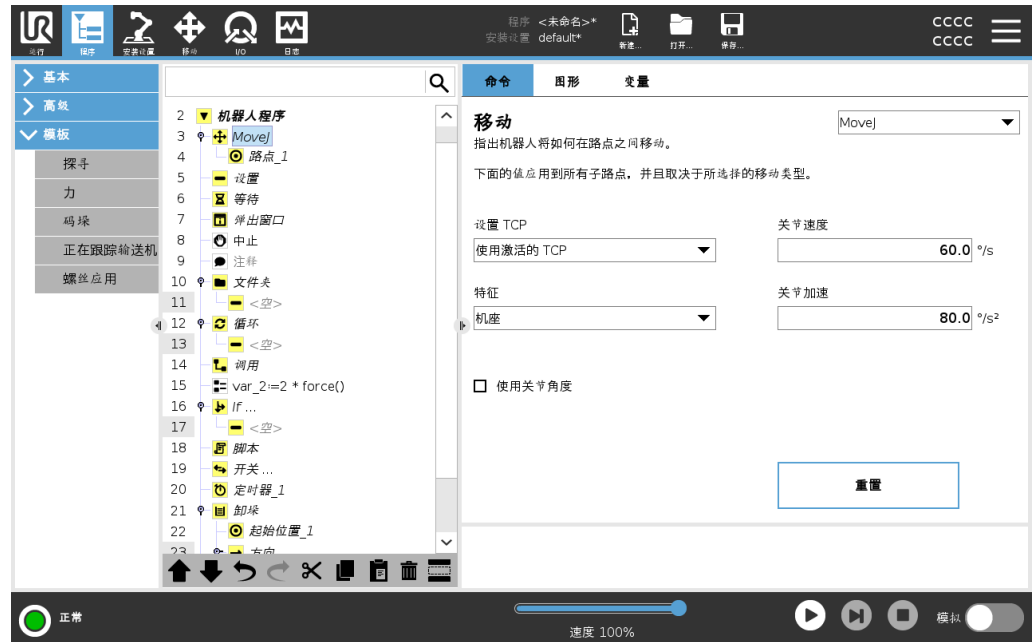 UR
运行
程序
安装设置
移动
I/O
日志
程序 <未命名>*
安装设置 default*
新建...
打开...
保存...
CCCC
CCCC
基本
高级
模板
探寻
力
码垛
正在跟踪输送机
螺丝应用
2 机器人程序
3 MoveJ
4 路点_1
5 设置
6 等待
7 弹出窗口
8 中止
9 注释
10 文件夹
11 <空>
12 循环
13 <空>
14 调用
15 var_2:=2 * force()
16 If ...
17 <空>
18 脚本
19 开关 ...
20 定时器_1
21 卸垛
22 起始位置_1
23 方向
命令 图形 变量
移动
MoveJ
指出机器人将如何在路点之间移动。
下面的值应用到所有子路点，并且取决于所选择的移动类型。
设置 TCP
关节速度
使用激活的 TCP
60.0 °/s
特征
关节加速
机座
80.0 °/s²
使用关节角度
重置
正常
速度 100%
模拟